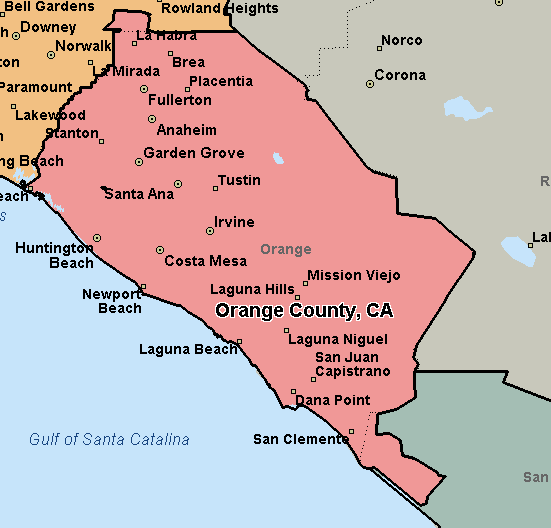 Bell Gardens
Rowland Heights
Downey
La Habra
Norco
Norwalk
Brea
La Mirada
Corona
Placentia
Paramount
Fullerton
Lakewood
Anaheim
Stanton
Garden Grove
Santa Ana
Tustin
Irvine
Orange
Huntington
Beach
Costa Mesa
Mission Viejo
Laguna Hills
Newport
Beach
Orange County, CA
Laguna Niguel
Laguna Beach
San Juan
Capistrano
Dana Point
Gulf of Santa Catalina
San Clemente
San